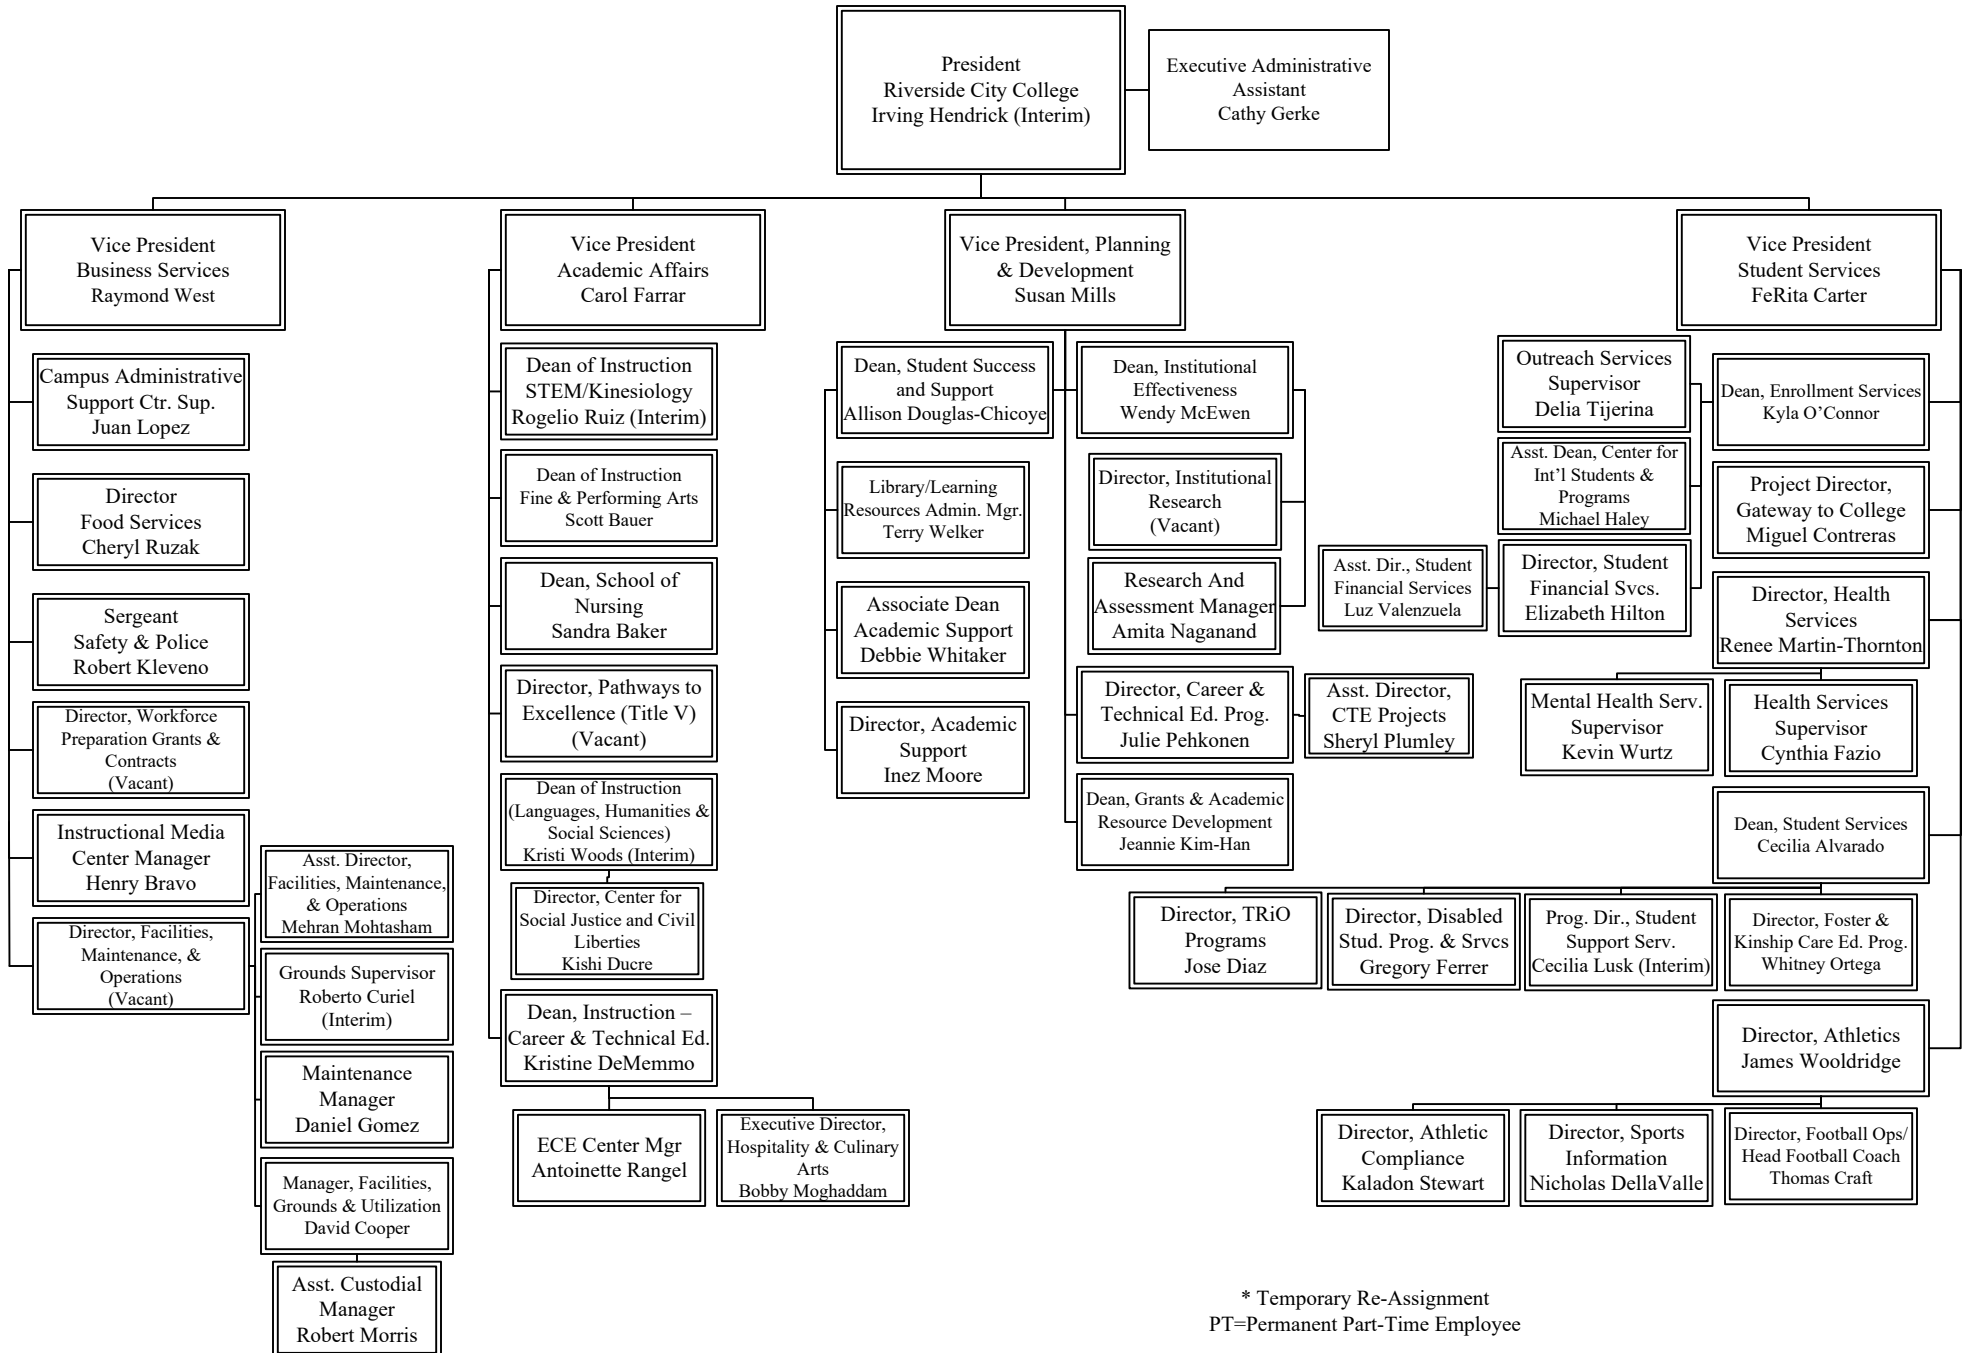 President
Riverside City College
Irving Hendrick (Interim)
Executive Administrative
Assistant
Cathy Gerke
Vice President
Business Services
Raymond West
Campus Administrative
Support Ctr. Sup.
Juan Lopez
Director
Food Services
Cheryl Ruzak
Sergeant
Safety & Police
Robert Kleveno
Director, Workforce
Preparation Grants &
Contracts
(Vacant)
Instructional Media
Center Manager
Henry Bravo
Director, Facilities,
Maintenance, &
Operations
(Vacant)
Asst. Director,
Facilities, Maintenance,
& Operations
Mehran Mohtasham
Grounds Supervisor
Roberto Curiel
(Interim)
Maintenance
Manager
Daniel Gomez
Manager, Facilities,
Grounds & Utilization
David Cooper
Asst. Custodial
Manager
Robert Morris
Vice President
Academic Affairs
Carol Farrar
Dean of Instruction
STEM/Kinesiology
Rogelio Ruiz (Interim)
Dean of Instruction
Fine & Performing Arts
Scott Bauer
Dean, School of
Nursing
Sandra Baker
Director, Pathways to
Excellence (Title V)
(Vacant)
Dean of Instruction
(Languages, Humanities &
Social Sciences)
Kristi Woods (Interim)
Director, Center for
Social Justice and Civil
Liberties
Kishi Ducre
Dean, Instruction –
Career & Technical Ed.
Kristine DeMemmo
ECE Center Mgr
Antoinette Rangel
Executive Director,
Hospitality & Culinary
Arts
Bobby Moghaddam
Vice President, Planning
& Development
Susan Mills
Dean, Student Success
and Support
Allison Douglas-Chicoye
Library/Learning
Resources Admin. Mgr.
Terry Welker
Associate Dean
Academic Support
Debbie Whitaker
Director, Academic
Support
Inez Moore
Dean, Institutional
Effectiveness
Wendy McEwen
Director, Institutional
Research
(Vacant)
Research And
Assessment Manager
Amita Naganand
Director, Career &
Technical Ed. Prog.
Julie Pehkonen
Asst. Director,
CTE Projects
Sheryl Plumley
Dean, Grants & Academic
Resource Development
Jeannie Kim-Han
Vice President
Student Services
FeRita Carter
Dean, Enrollment Services
Kyla O’Connor
Outreach Services
Supervisor
Delia Tijerina
Asst. Dean, Center for
Int’l Students &
Programs
Michael Haley
Director, Student
Financial Svcs.
Elizabeth Hilton
Asst. Dir., Student
Financial Services
Luz Valenzuela
Project Director,
Gateway to College
Miguel Contreras
Director, Health
Services
Renee Martin-Thornton
Mental Health Serv.
Supervisor
Kevin Wurtz
Health Services
Supervisor
Cynthia Fazio
Dean, Student Services
Cecilia Alvarado
Director, TRiO
Programs
Jose Diaz
Director, Disabled
Stud. Prog. & Srvcs
Gregory Ferrer
Prog. Dir., Student
Support Serv.
Cecilia Lusk (Interim)
Director, Foster &
Kinship Care Ed. Prog.
Whitney Ortega
Director, Athletics
James Wooldridge
Director, Athletic
Compliance
Kaladon Stewart
Director, Sports
Information
Nicholas DellaValle
Director, Football Ops/
Head Football Coach
Thomas Craft
* Temporary Re-Assignment
PT=Permanent Part-Time Employee